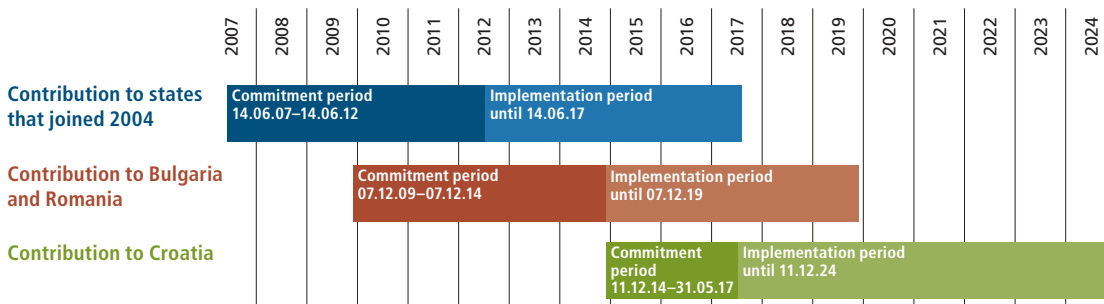 2007 2008 2009 2010 2011 2012 2013 2014 2015 2016 2017 2018 2019 2020 2021 2022 2023 2024
Contribution to states
that joined 2004
Commitment period
14.06.07–14.06.12
Implementation period
until 14.06.17
Contribution to Bulgaria
and Romania
Commitment period
07.12.09–07.12.14
Implementation period
until 07.12.19
Contribution to Croatia
Commitment
period
11.12.14–31.05.17
Implementation period
until 11.12.24